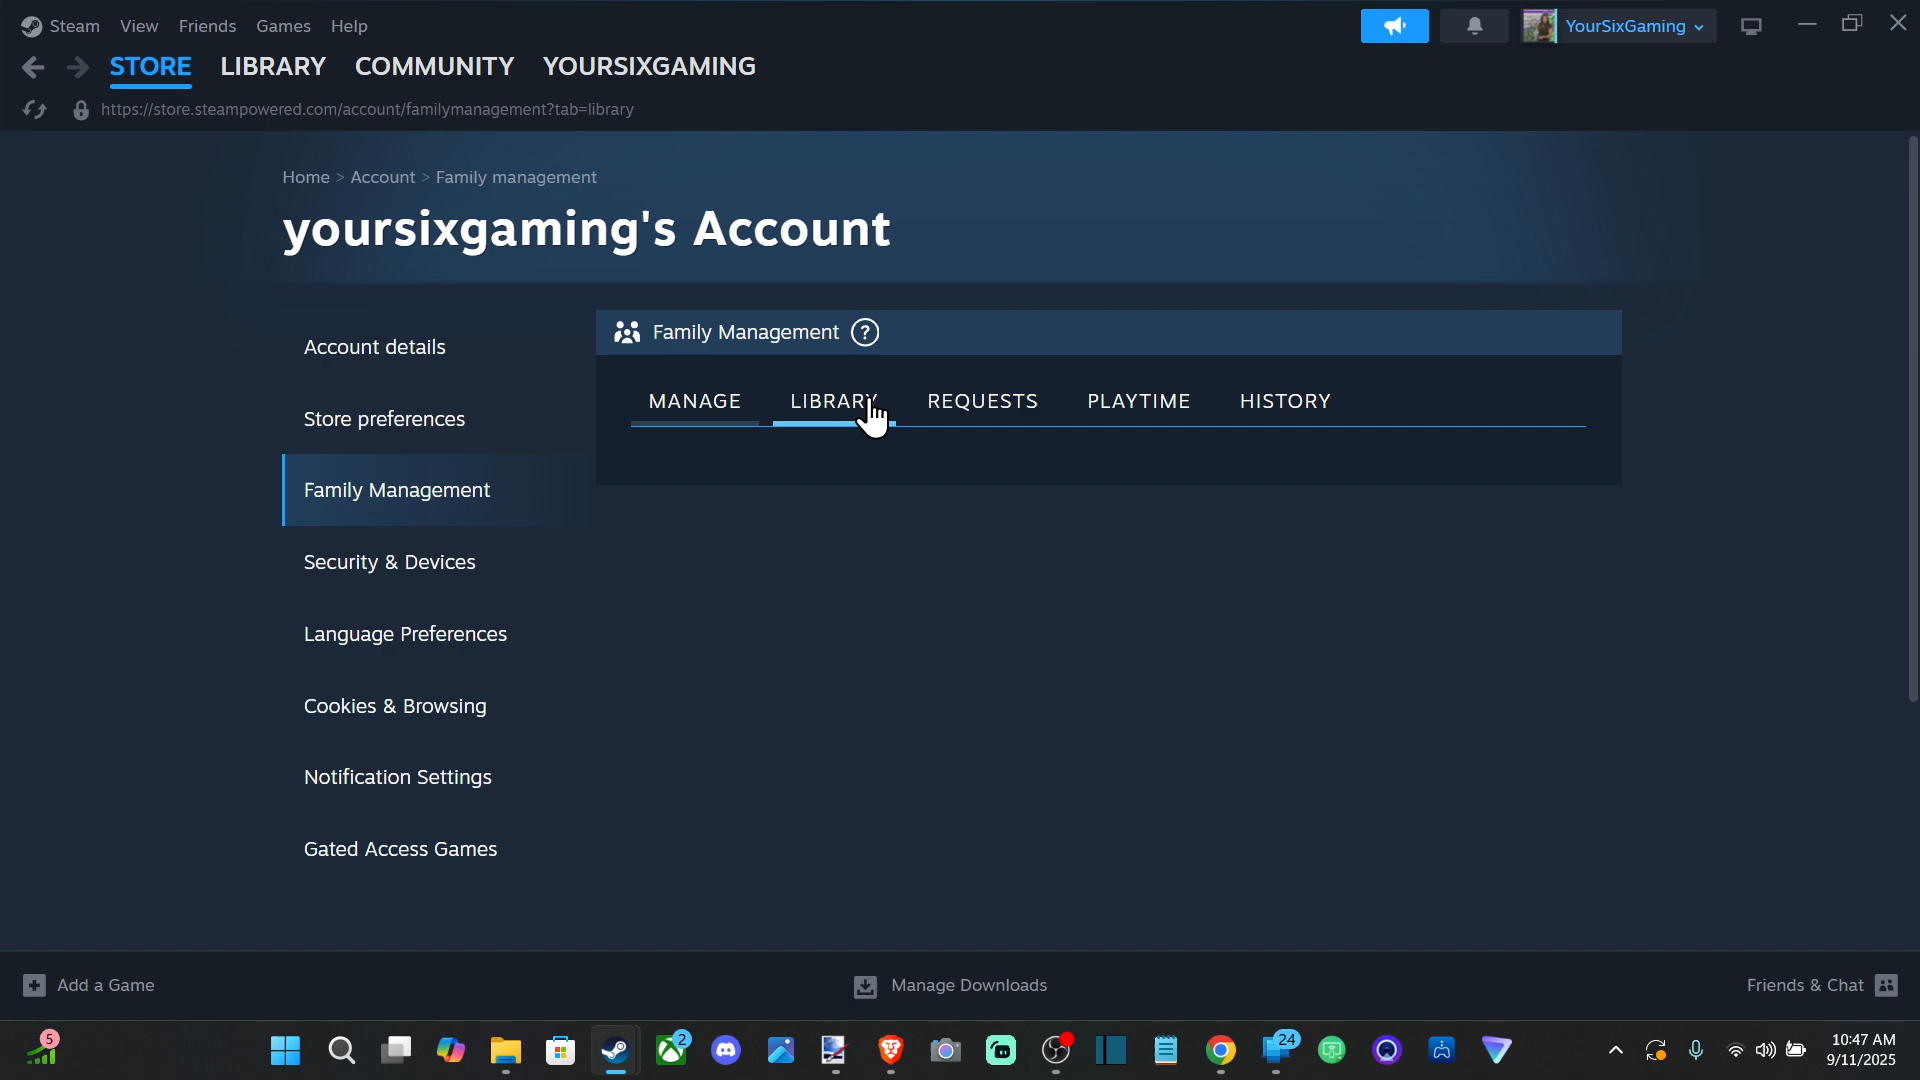 Steam View Friends Games Help
YourSixGaming
STORE LIBRARY COMMUNITY YOURSIXGAMING
https://store.steampowered.com/account/familymanagement?tab=library
Home > Account > Family management
yoursixgaming's Account
Account details
Store preferences
Family Management
Security & Devices
Language Preferences
Cookies & Browsing
Notification Settings
Gated Access Games
Family Management ?
MANAGE LIBRARY REQUESTS PLAYTIME HISTORY
Add a Game
Manage Downloads
Friends & Chat
5
2
24
10:47 AM
9/11/2025